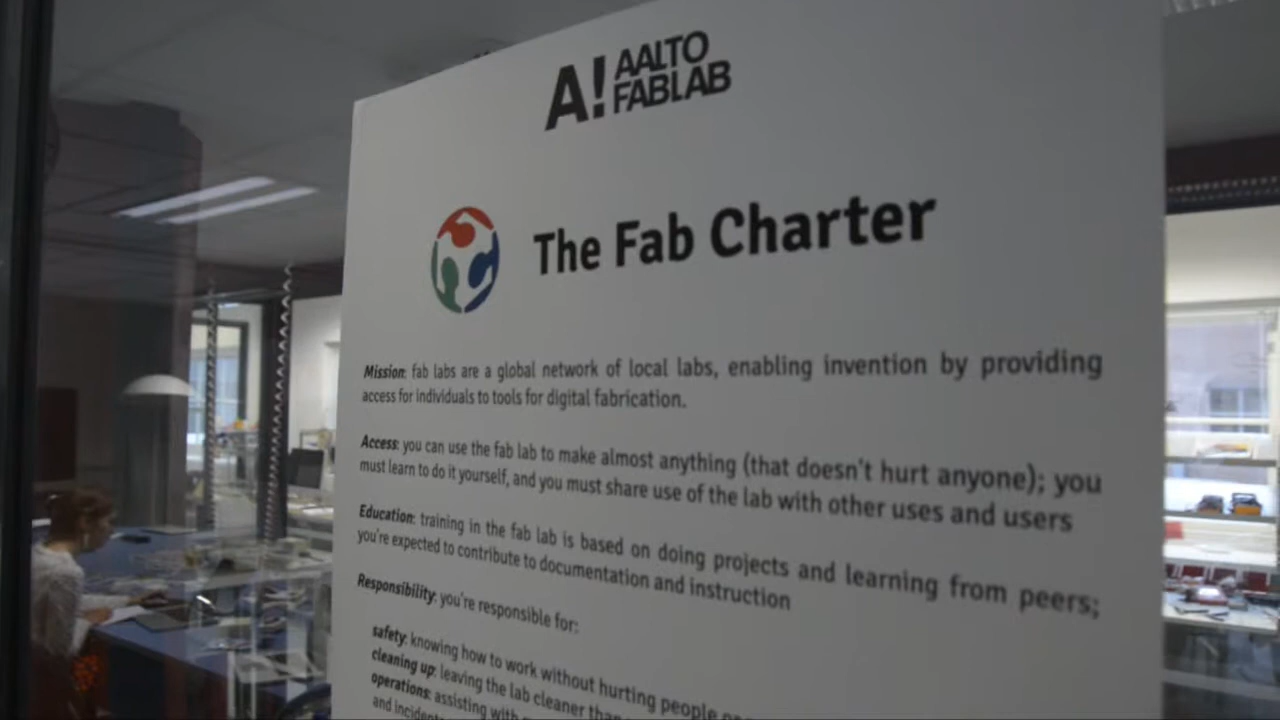 A! AALTO
FABLAB
The Fab Charter
Mission: fab labs are a global network of local labs, enabling invention by providing
access for individuals to tools for digital fabrication.
Access: you can use the fab lab to make almost anything (that doesn't hurt anyone); you
must learn to do it yourself, and you must share use of the lab with other uses and users
Education: training in the fab lab is based on doing projects and learning from peers;
you're expected to contribute to documentation and instruction
Responsibility: you're responsible for:
safety: knowing how to work without hurting people
cleaning up: leaving the lab cleaner than
operations: assisting with
and